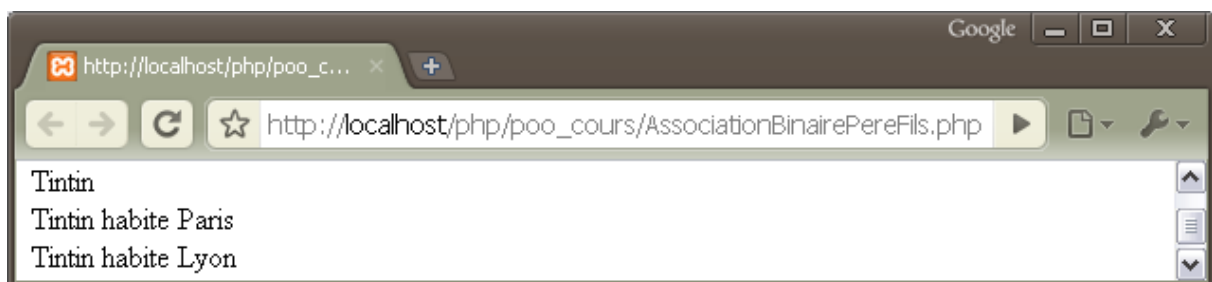 Google
http://localhost/php/poo_c...
http://localhost/php/poo_cours/AssociationBinairePereFils.php
Tintin
Tintin habite Paris
Tintin habite Lyon